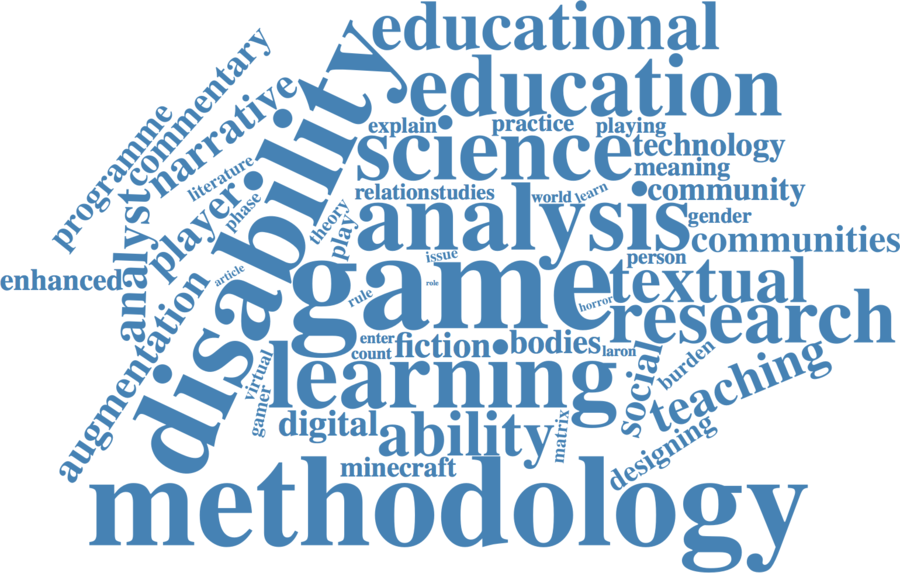 educational
commentary
disability
education
narrative
programme
explain
practice
playing
science
technology
literature
meaning
relation
studies
world
learn
community
analyst
player
phase
theory
play
analysis
gender
communities
issue
person
enhanced
article
game
role
rule
horror
textual
research
augmentation
enter
count
fiction
bodies
laron
virtual
learning
social
burden
teaching
gamer
digital
ability
matrix
designing
minecraft
methodology